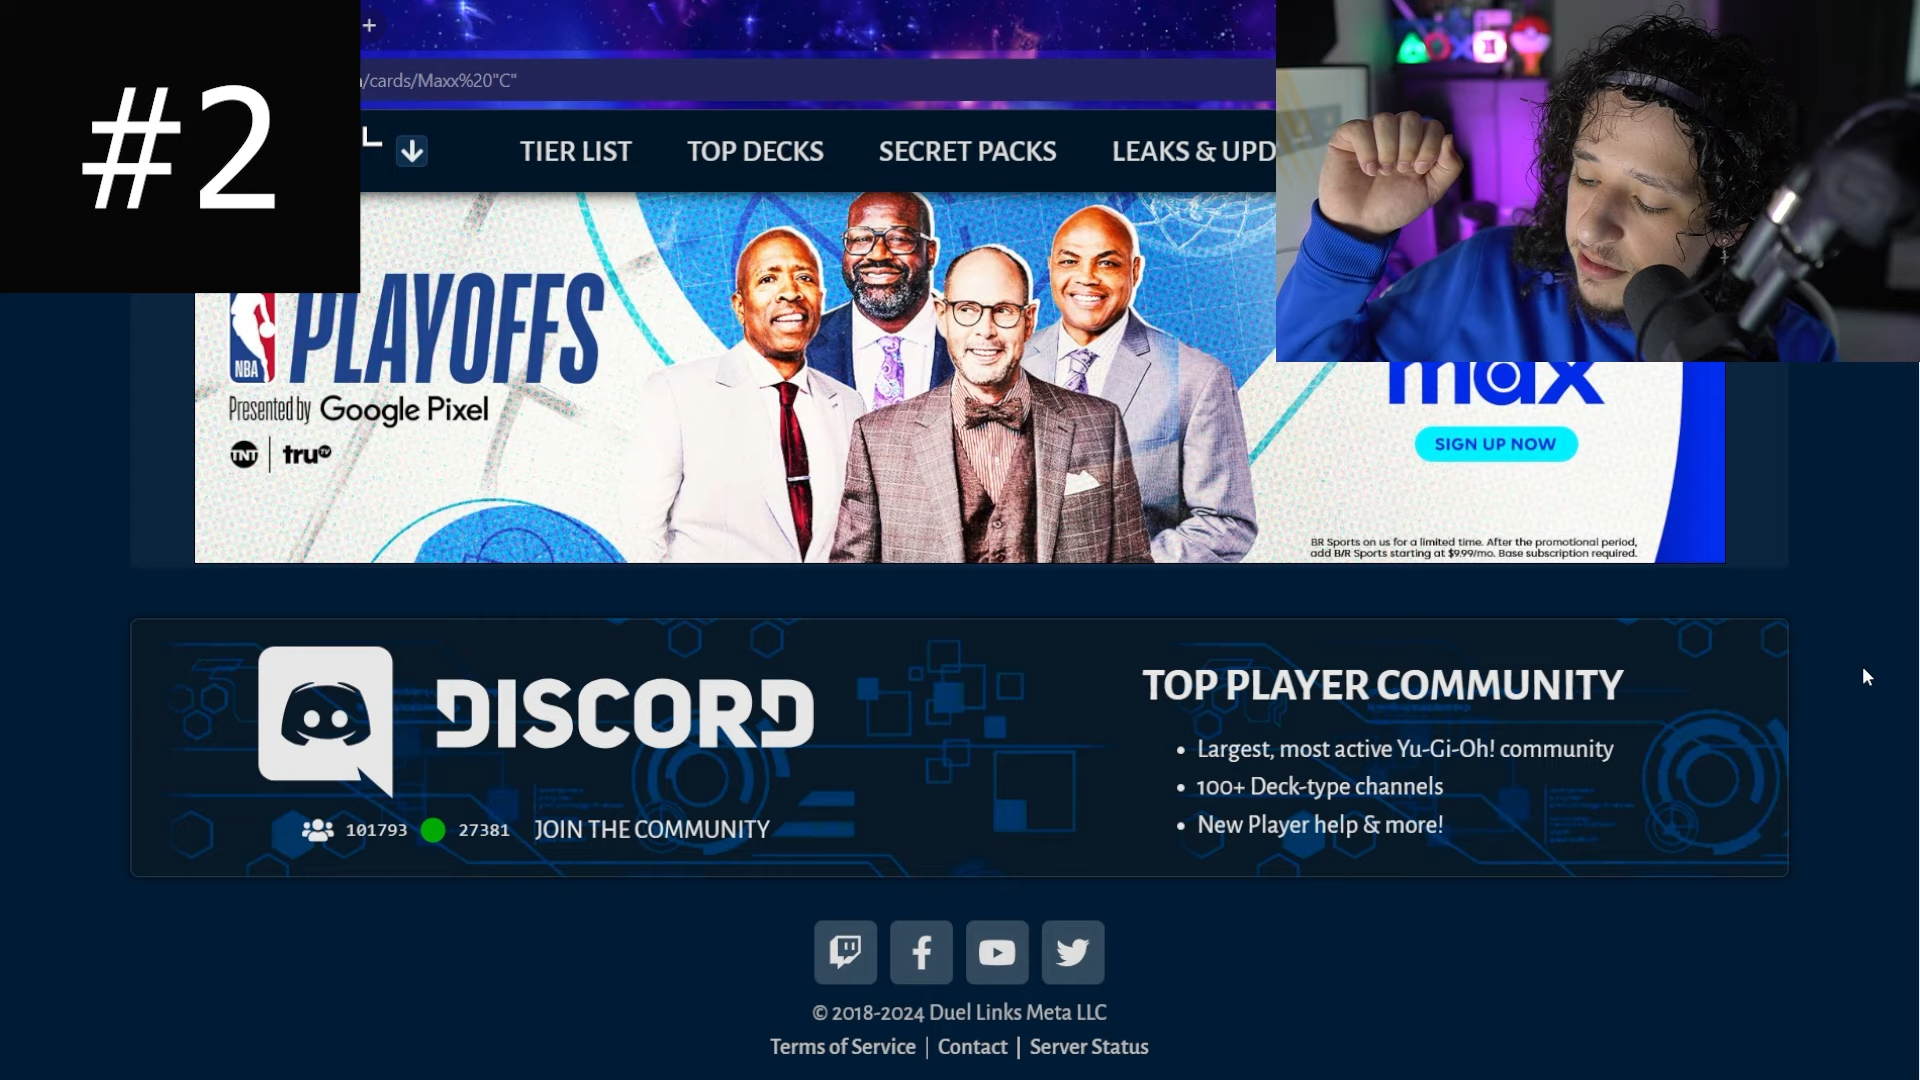 #2
/cards/Maxx%20"C"
TIER LIST
TOP DECKS
SECRET PACKS
LEAKS & UPD
NBA
PLAYOFFS
Presented by Google Pixel
TNT
truTV
max
SIGN UP NOW
BR Sports on us for a limited time. After the promotional period,
add B/R Sports starting at $9.99/mo. Base subscription required.
DISCORD
101793
27381
JOIN THE COMMUNITY
TOP PLAYER COMMUNITY
• Largest, most active Yu-Gi-Oh! community
• 100+ Deck-type channels
• New Player help & more!
© 2018-2024 Duel Links Meta LLC
Terms of Service | Contact | Server Status